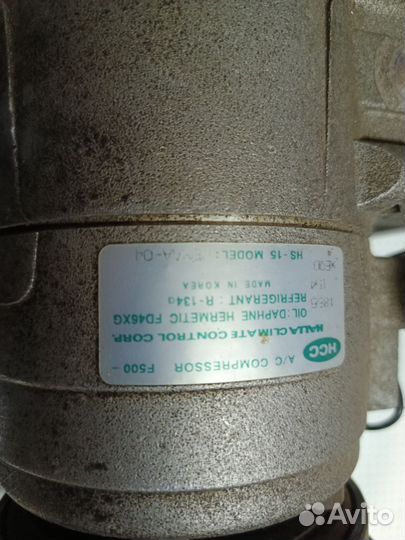 HCC
A/C COMPRESSOR F500-
HALLA CLIMATE CONTROL CORP.
OIL: DAPHNE HERMETIC FD46XG
REFRIGERANT : R-134a
MADE IN KOREA
HS-15 MODEL:
Avito